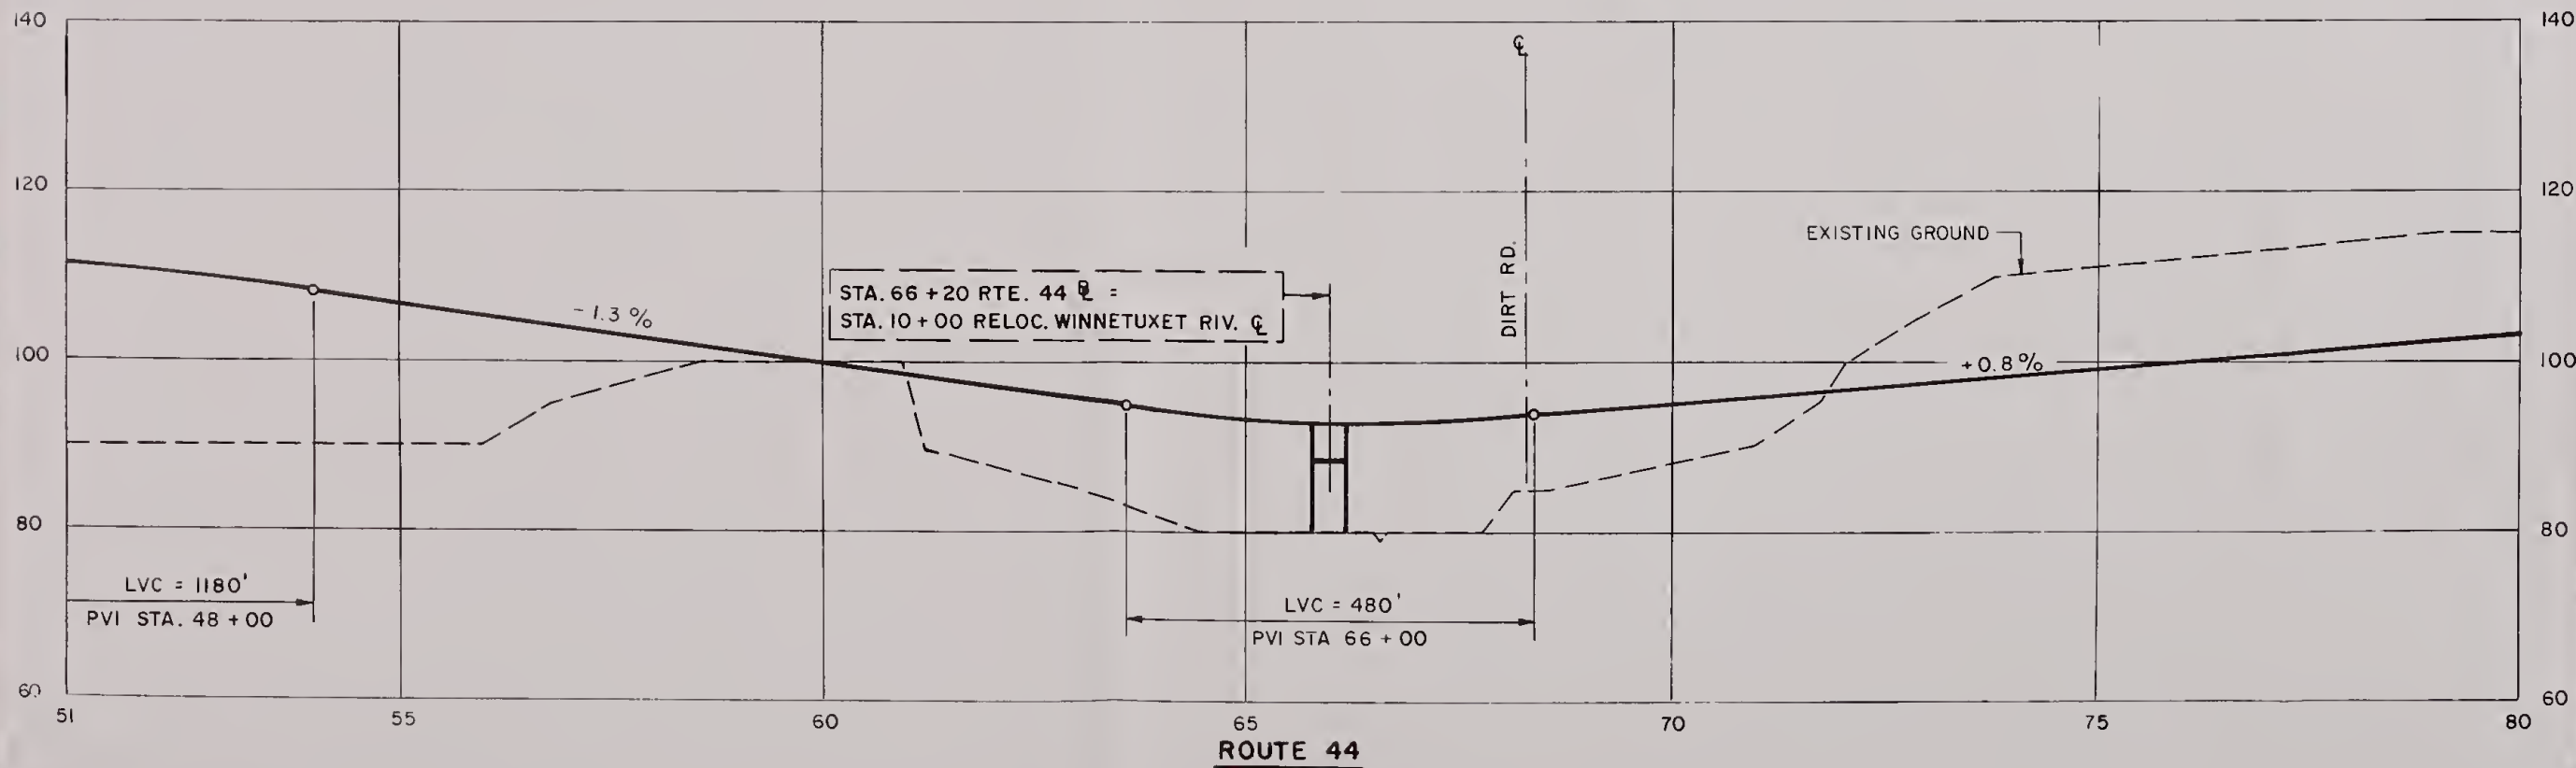 140
140
℄
120
120
EXISTING GROUND
DIRT RD.
STA. 66 + 20 RTE. 44 ⅊ =
STA. 10 + 00 RELOC. WINNETUXET RIV. ℄
- 1.3 %
100
+0.8%
100
80
80
LVC = 1180'
PVI STA. 48 + 00
LVC = 480'
PVI STA 66 + 00
60
60
51
55
60
65
70
75
80
ROUTE 44